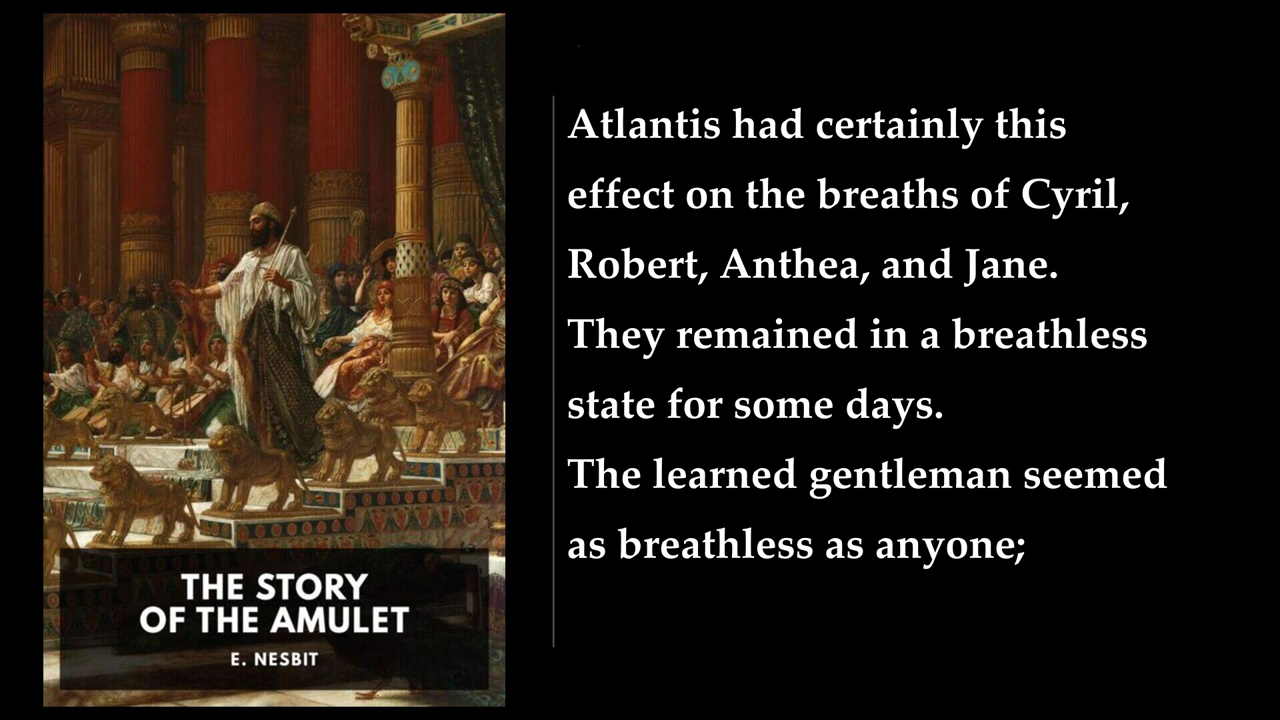 THE STORY
OF THE AMULET
E. NESBIT
Atlantis had certainly this
effect on the breaths of Cyril,
Robert, Anthea, and Jane.
They remained in a breathless
state for some days.
The learned gentleman seemed
as breathless as anyone;